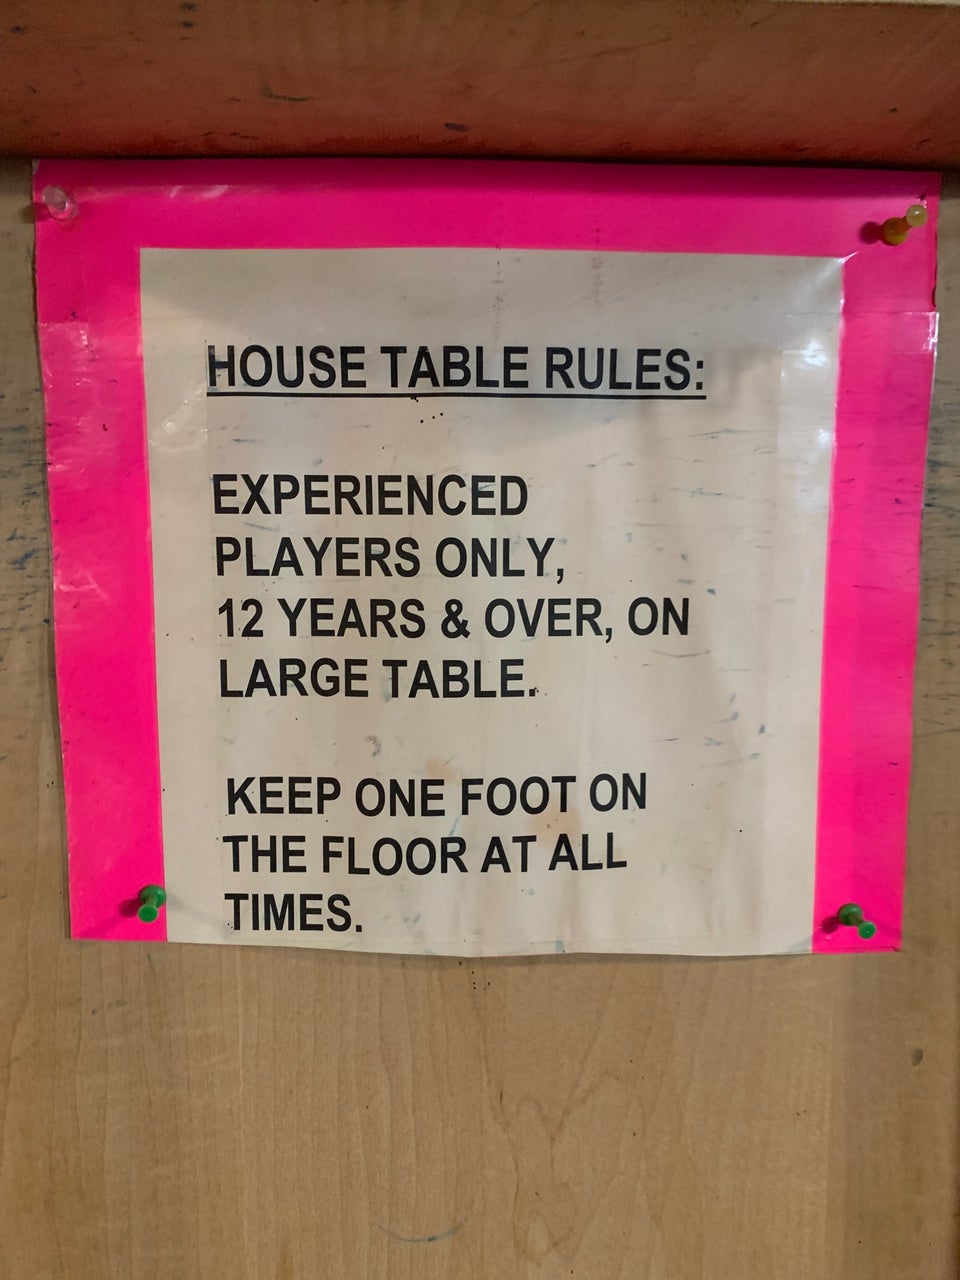 HOUSE TABLE RULES:
EXPERIENCED
PLAYERS ONLY,
12 YEARS & OVER, ON
LARGE TABLE.
KEEP ONE FOOT ON
THE FLOOR AT ALL
TIMES.